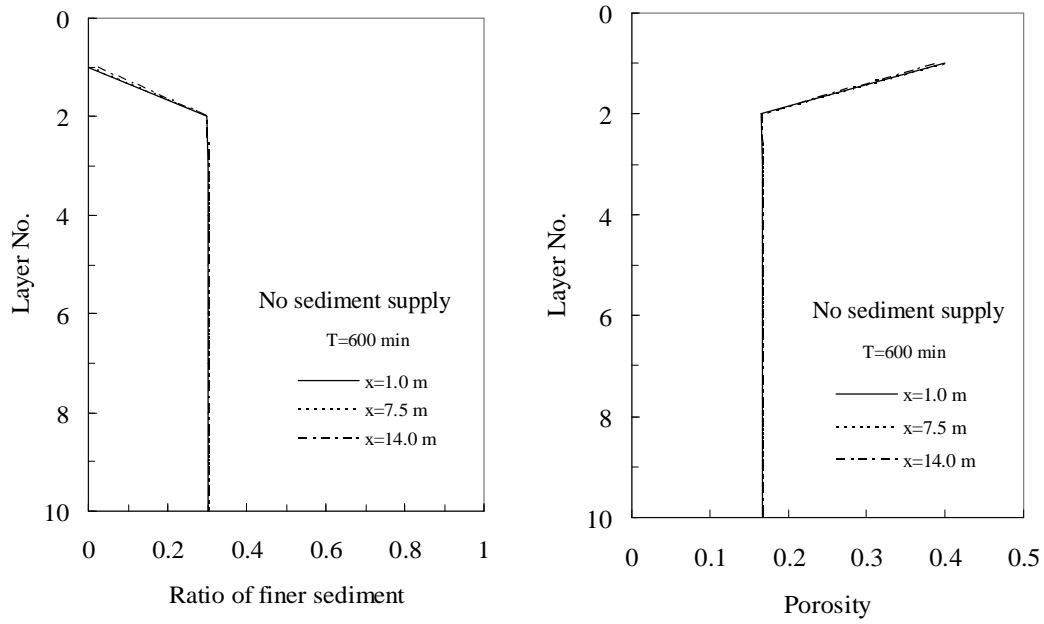 0
2
4
6
8
10
Layer No.
No sediment supply
T=600 min
x=1.0 m
x=7.5 m
x=14.0 m
0 0.2 0.4 0.6 0.8 1
Ratio of finer sediment
0
2
4
6
8
10
Layer No.
No sediment supply
T=600 min
x=1.0 m
x=7.5 m
x=14.0 m
0 0.1 0.2 0.3 0.4 0.5
Porosity